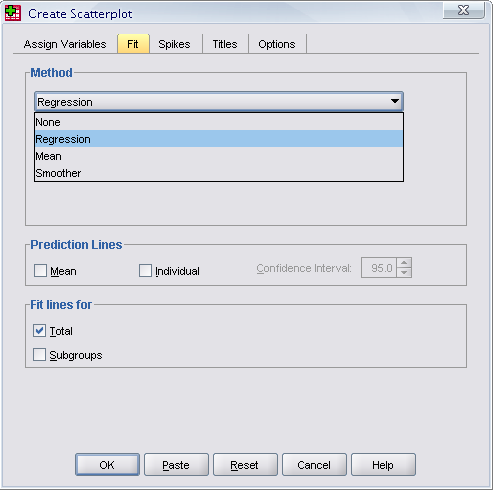 Create Scatterplot
Assign Variables Fit Spikes Titles Options
Method
Regression
None
Regression
Mean
Smoother
Prediction Lines
Mean Individual Confidence Interval: 95.0
Fit lines for
Total
Subgroups
OK Paste Reset Cancel Help